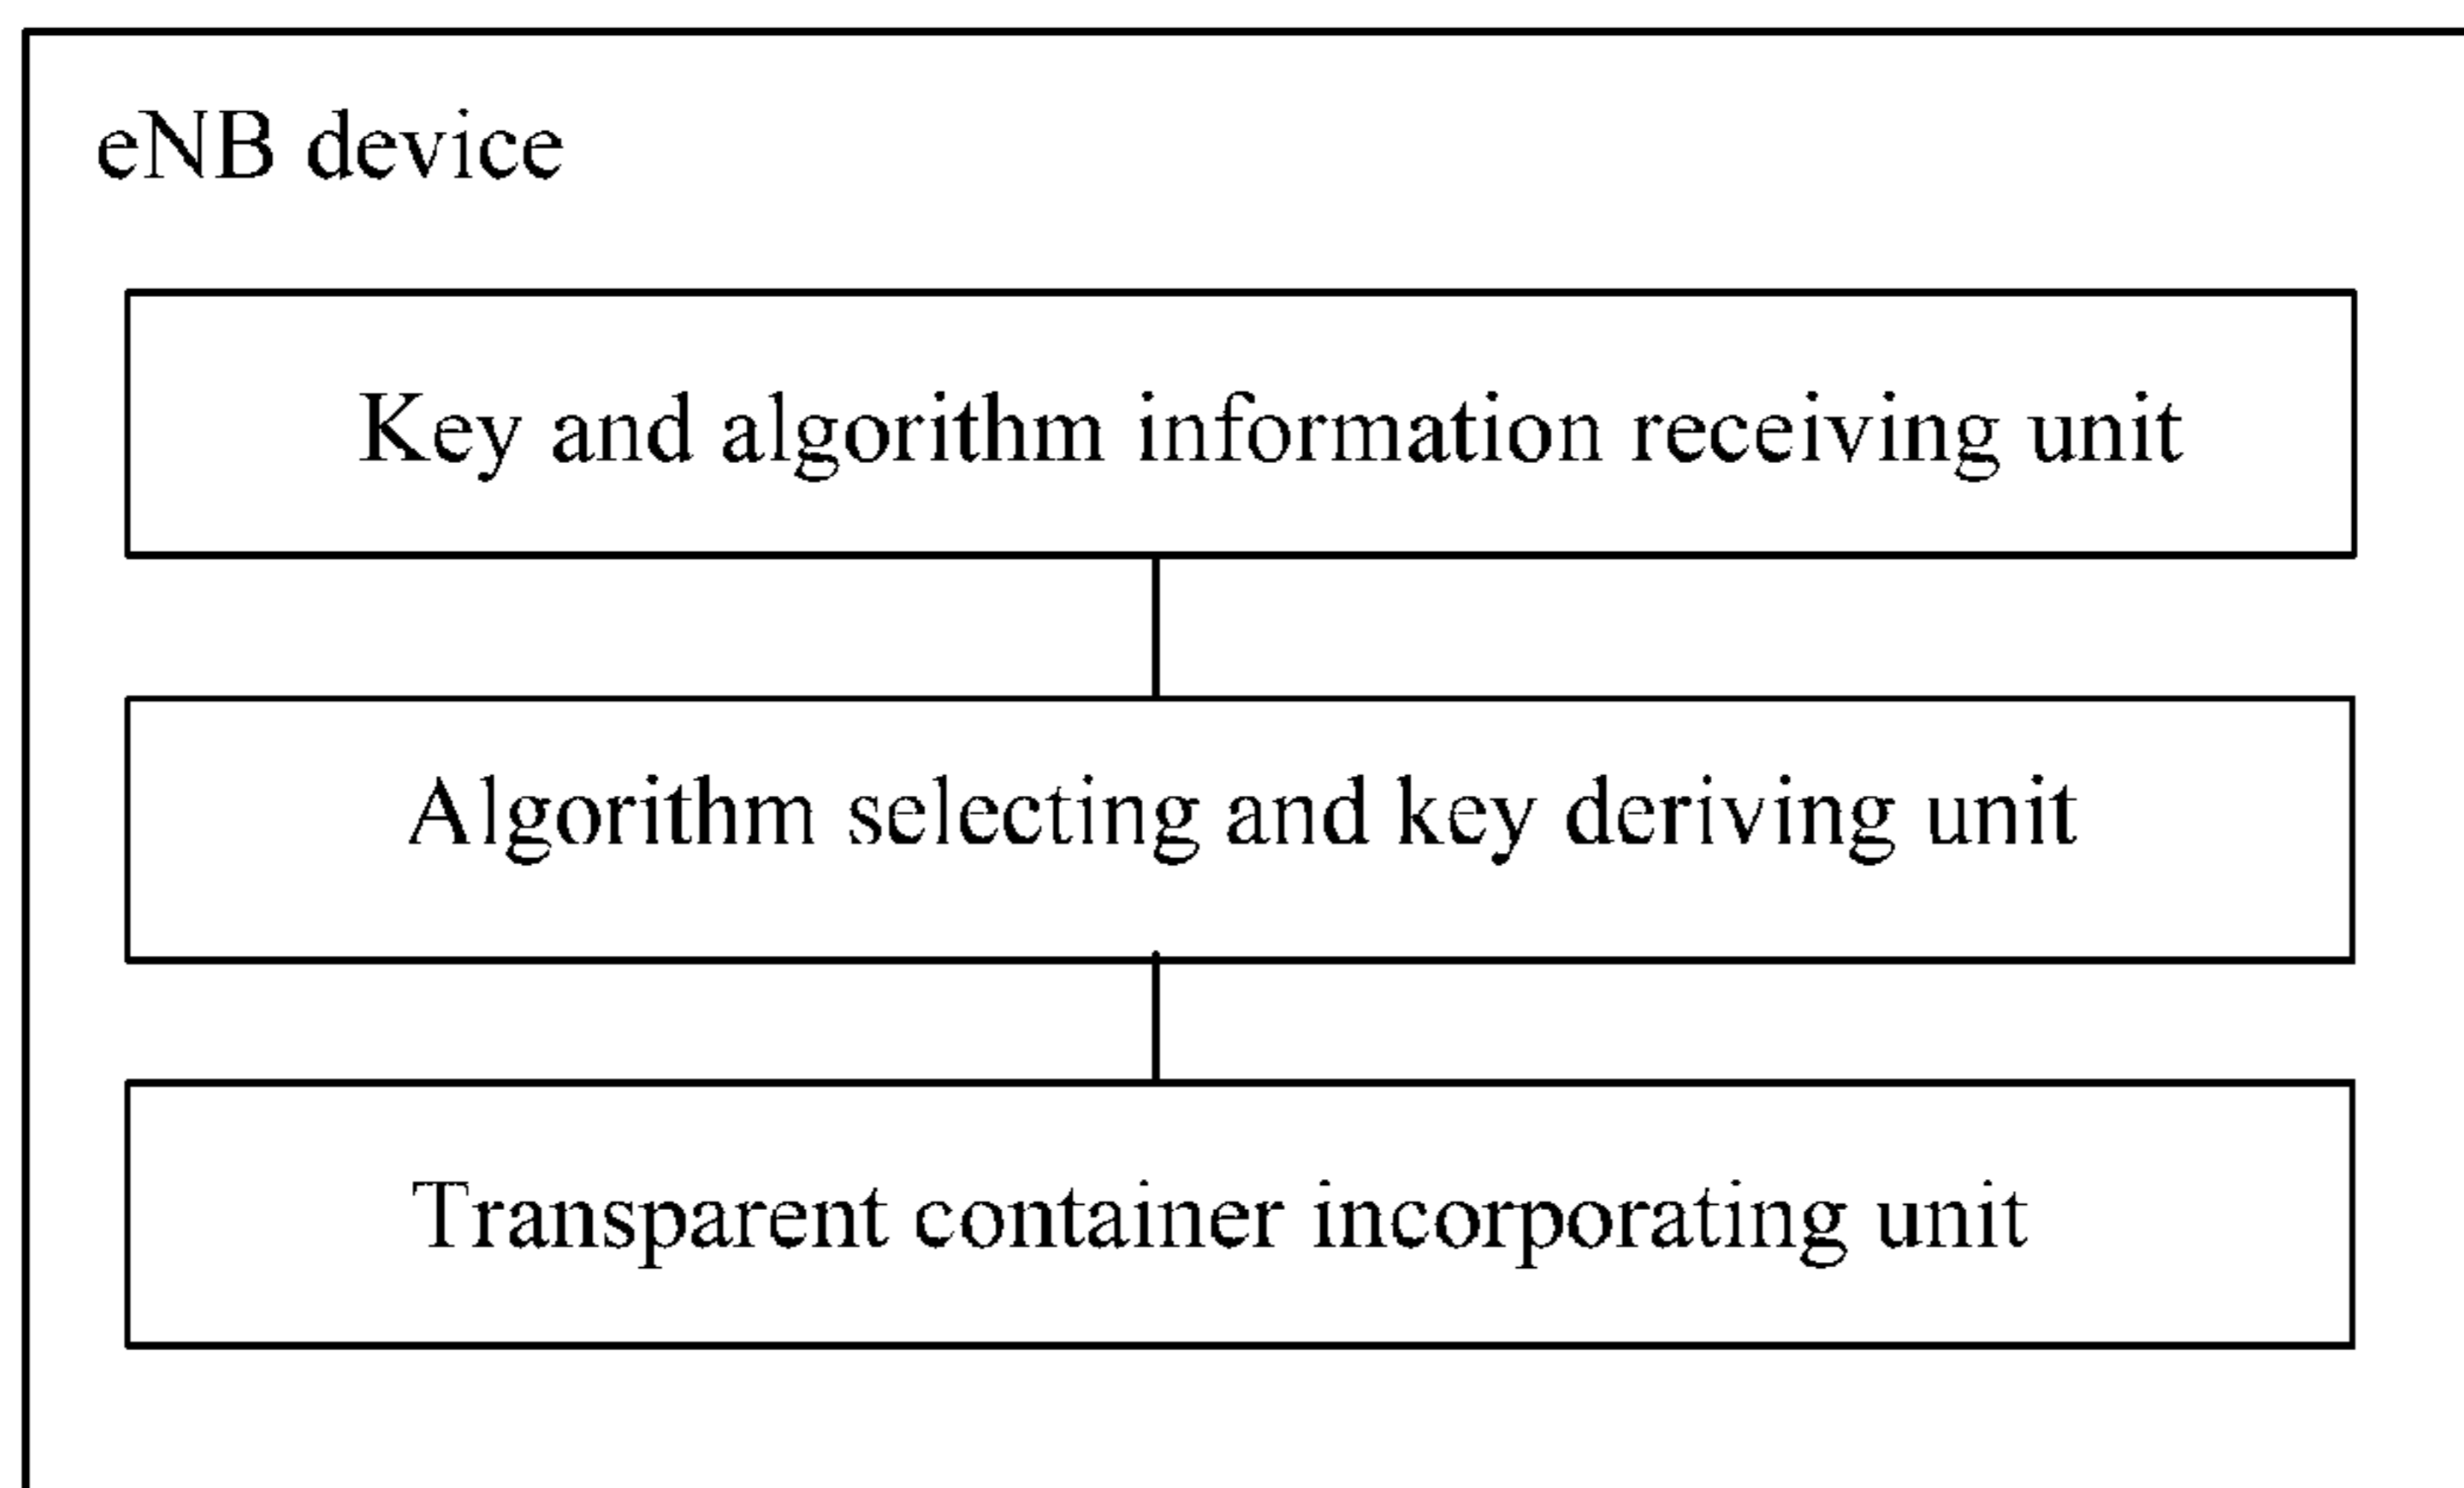 eNB device
Key and algorithm information receiving unit
Algorithm selecting and key deriving unit
Transparent container incorporating unit